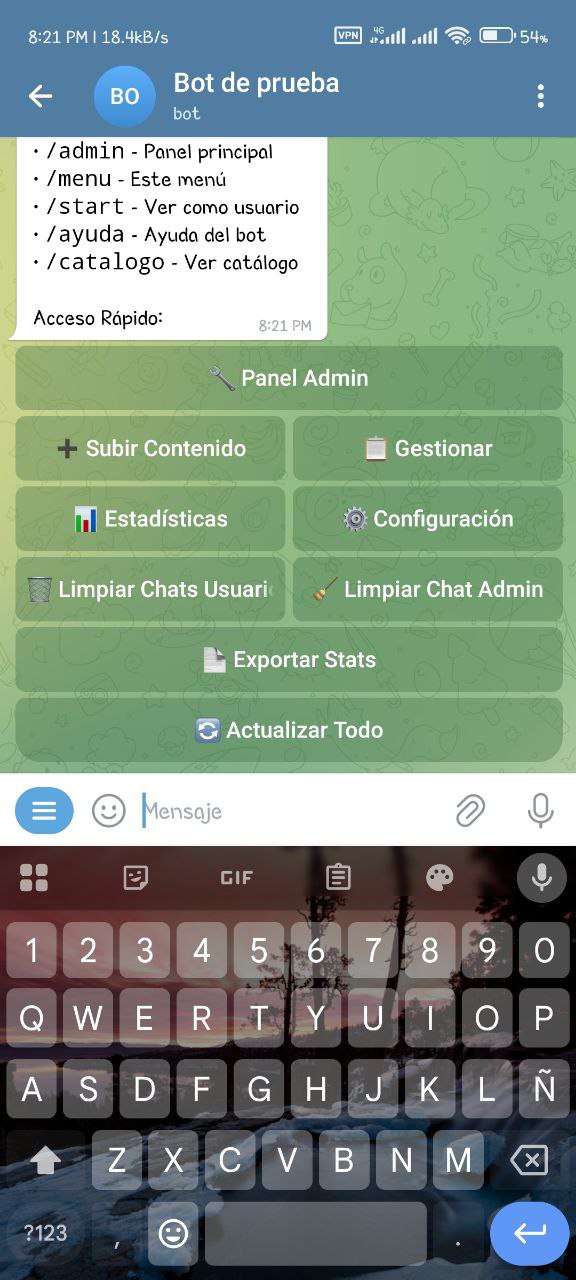 8:21 PM | 18.4kB/s VPN 4G 54%
BO Bot de prueba
bot
· /admin - Panel principal
· /menu - Este menú
· /start - Ver como usuario
· /ayuda - Ayuda del bot
· /catalogo - Ver catálogo
Acceso Rápido:
8:21 PM
Panel Admin
Subir Contenido
Gestionar
Estadísticas
Configuración
Limpiar Chats Usuari
Limpiar Chat Admin
Exportar Stats
Actualizar Todo
Mensaje
GIF
1 2 3 4 5 6 7 8 9 0
Q W E R T Y U I O P
A S D F G H J K L Ñ
Z X C V B N M
?123 , .